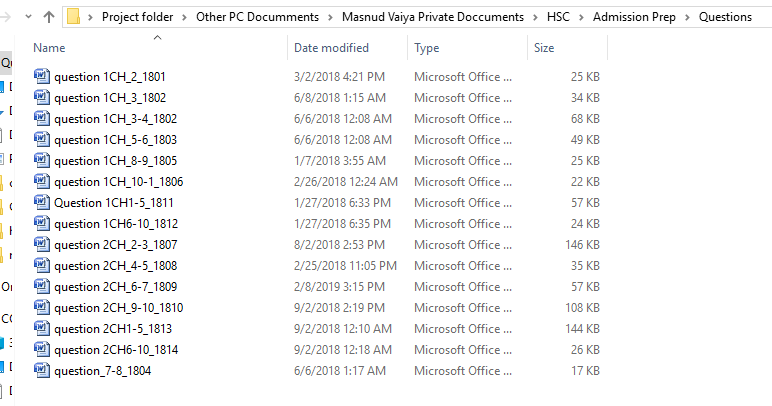 Project folder > Other PC Documments > Masnud Vaiya Private Doccuments > HSC > Admission Prep > Questions
Name Date modified Type Size
question 1CH_2_1801 3/2/2018 4:21 PM Microsoft Office ... 25 KB
question 1CH_3_1802 6/8/2018 1:15 AM Microsoft Office ... 34 KB
question 1CH_3-4_1802 6/6/2018 12:08 AM Microsoft Office ... 68 KB
question 1CH_5-6_1803 6/6/2018 12:08 AM Microsoft Office ... 49 KB
question 1CH_8-9_1805 1/7/2018 3:55 AM Microsoft Office ... 25 KB
question 1CH_10-1_1806 2/26/2018 12:24 AM Microsoft Office ... 22 KB
Question 1CH1-5_1811 1/27/2018 6:33 PM Microsoft Office ... 57 KB
question 1CH6-10_1812 1/27/2018 6:35 PM Microsoft Office ... 24 KB
question 2CH_2-3_1807 8/2/2018 2:53 PM Microsoft Office ... 146 KB
question 2CH_4-5_1808 2/25/2018 11:05 PM Microsoft Office ... 35 KB
question 2CH_6-7_1809 2/8/2019 3:15 PM Microsoft Office ... 57 KB
question 2CH_9-10_1810 9/2/2018 2:19 PM Microsoft Office ... 108 KB
question 2CH1-5_1813 9/2/2018 12:10 AM Microsoft Office ... 144 KB
question 2CH6-10_1814 9/2/2018 12:18 AM Microsoft Office ... 26 KB
question_7-8_1804 6/6/2018 1:17 AM Microsoft Office ... 17 KB